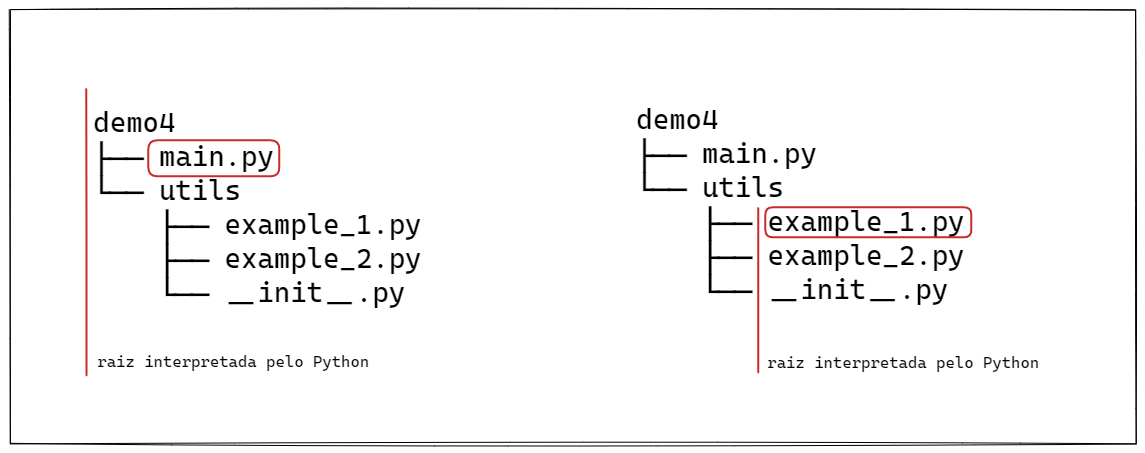 demo4
├── main.py
└── utils
    ├── example_1.py
    ├── example_2.py
    └── __init__.py
raiz interpretada pelo Python
demo4
├── main.py
└── utils
    ├── example_1.py
    ├── example_2.py
    └── __init__.py
raiz interpretada pelo Python